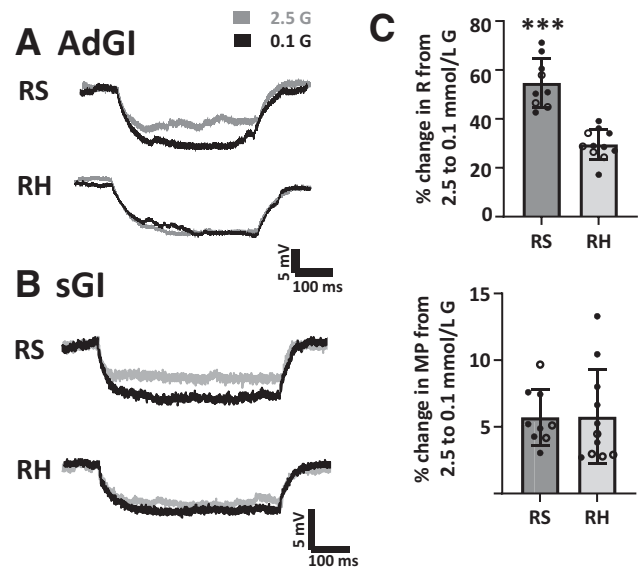 A AdGI
2.5 G
0.1 G
RS
RH
5 mV
100 ms
B sGI
RS
RH
5 mV
100 ms
C
% change in R from
2.5 to 0.1 mmol/L G
80
60
40
20
0
***
RS
RH
% change in MP from
2.5 to 0.1 mmol/L G
15
10
5
RS
RH